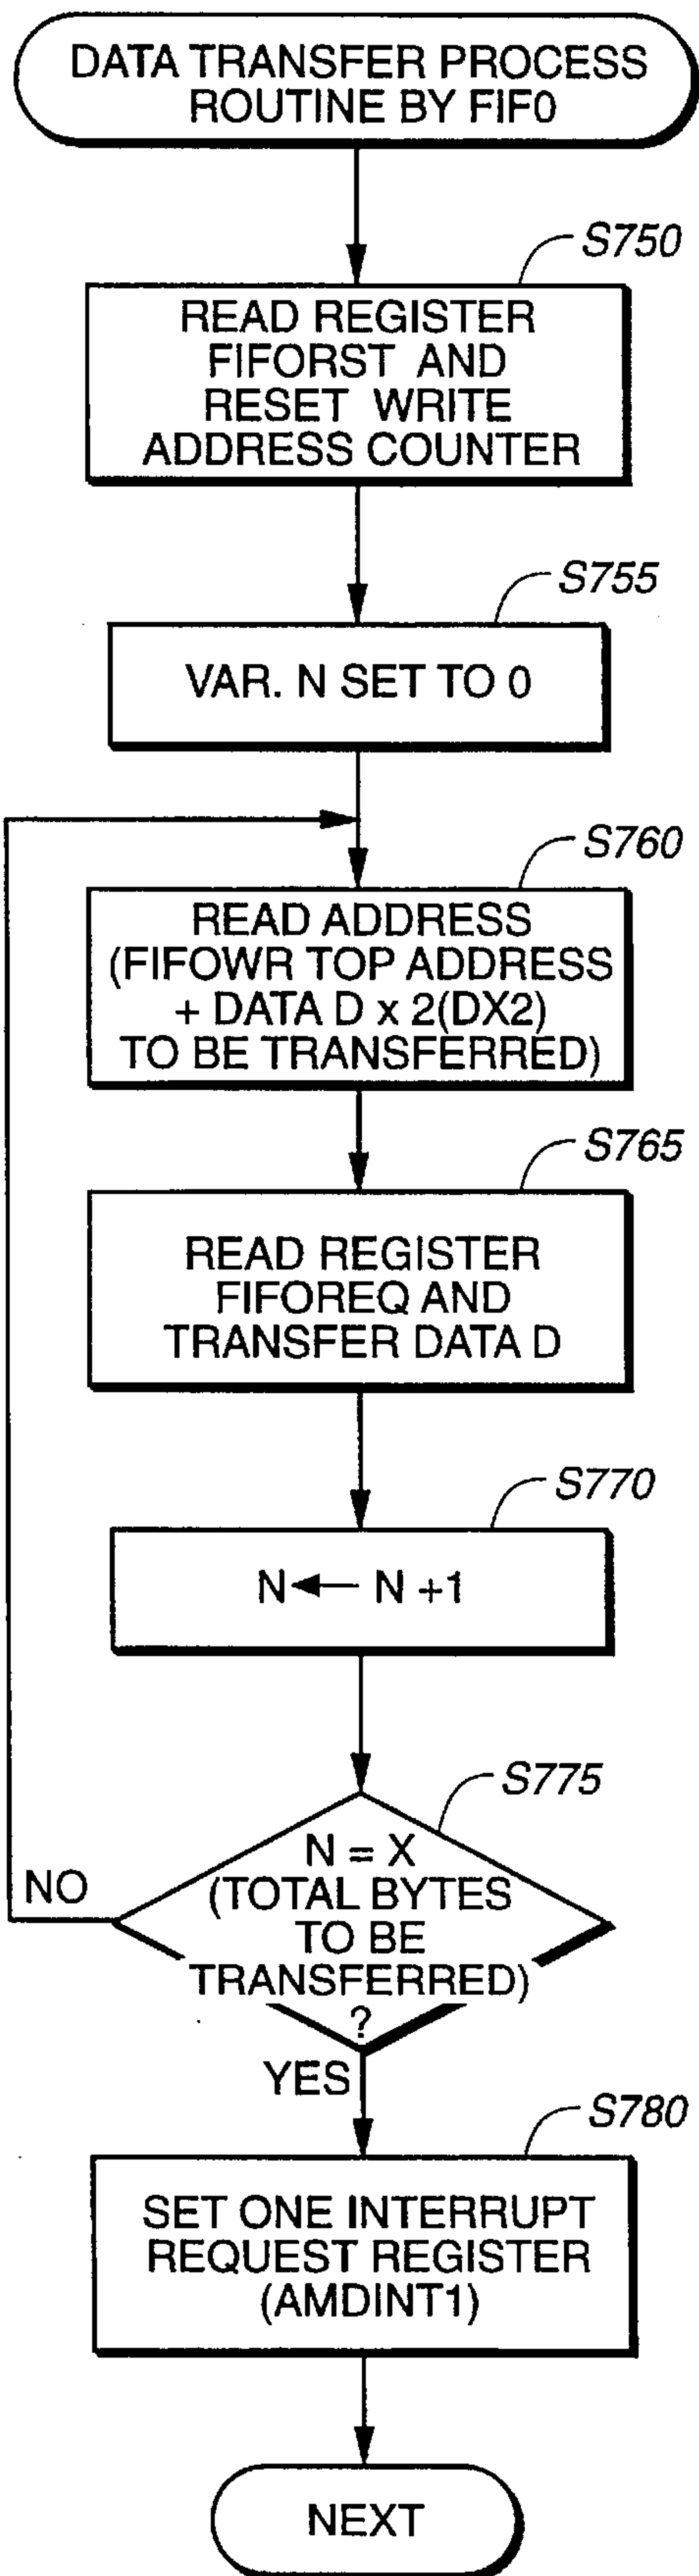 DATA TRANSFER PROCESS
ROUTINE BY FIF0
S750
READ REGISTER
FIFORST AND
RESET WRITE
ADDRESS COUNTER
S755
VAR. N SET TO 0
S760
READ ADDRESS
(FIFOWR TOP ADDRESS
+ DATA D x 2(DX2)
TO BE TRANSFERRED)
S765
READ REGISTER
FIFOREQ AND
TRANSFER DATA D
S770
N ← N +1
S775
N = X
(TOTAL BYTES
TO BE
TRANSFERRED)
?
NO
YES
S780
SET ONE INTERRUPT
REQUEST REGISTER
(AMDINT1)
NEXT